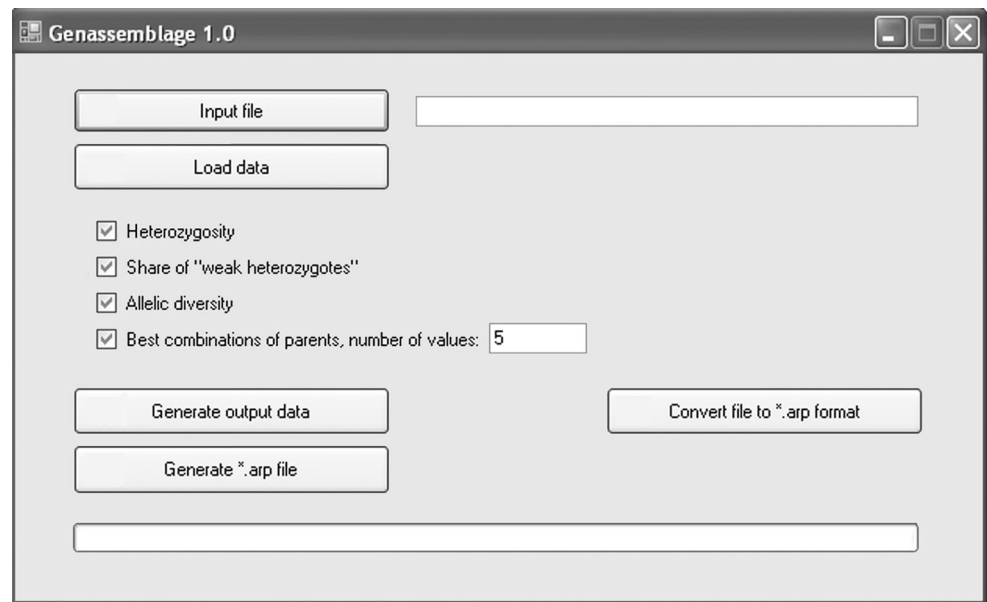 Genassemblage 1.0
Input file
Load data
Heterozygosity
Share of "weak heterozygotes"
Allelic diversity
Best combinations of parents, number of values: 5
Generate output data
Convert file to *.arp format
Generate *.arp file